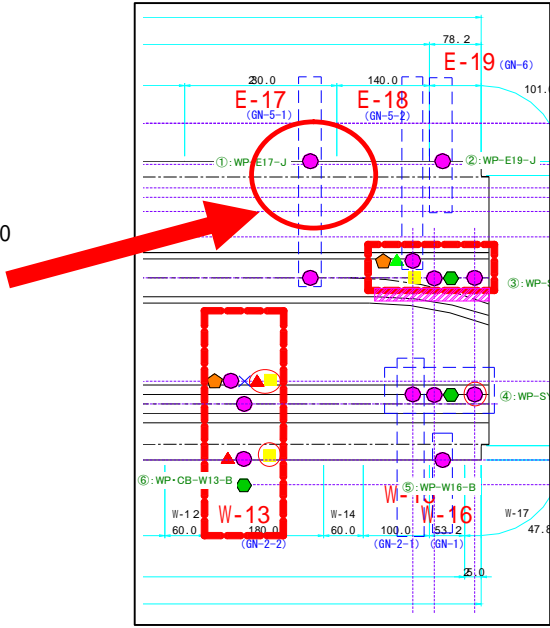 78.2
E-19 (GN-6)
230.0
140.0
101.0
E-17
E-18
(GN-5-1)
(GN-5-2)
①:WP-E17-J
②:WP-E19-J
0
③:WP-S
④:WP-SY
⑥:WP・CB-W13-B
⑤:WP-W16-B
W-12
W-13
W-14
W-16
W-17
60.0
180.0
60.0
100.0
53.2
47.8
(GN-2-2)
(GN-2-1)
(GN-1)